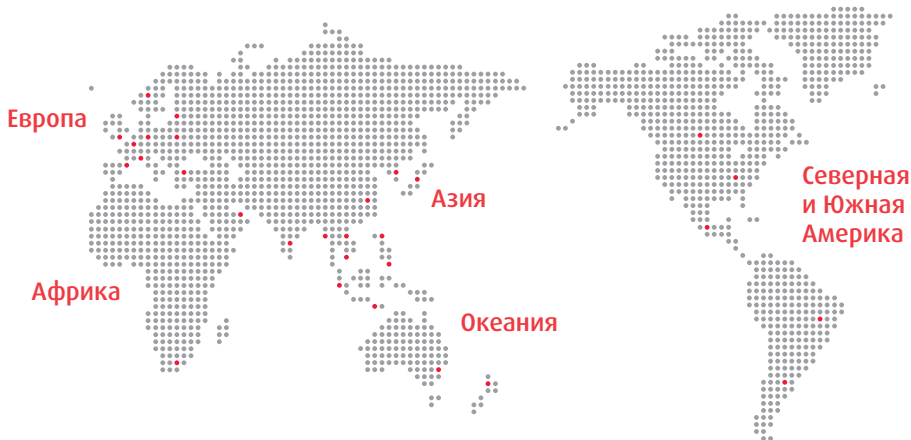 Европа
Азия
Африка
Океания
Северная
и Южная
Америка